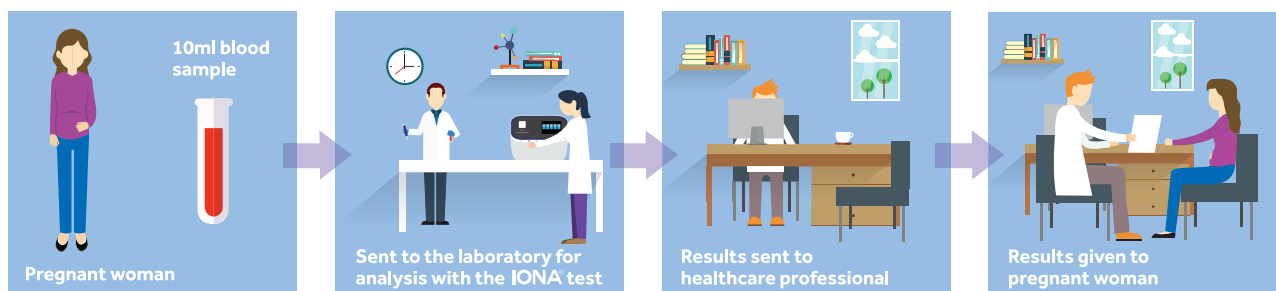 10ml blood
sample
Pregnant woman
Sent to the laboratory for
analysis with the IONA® test
Results sent to
healthcare professional
Results given to
pregnant woman